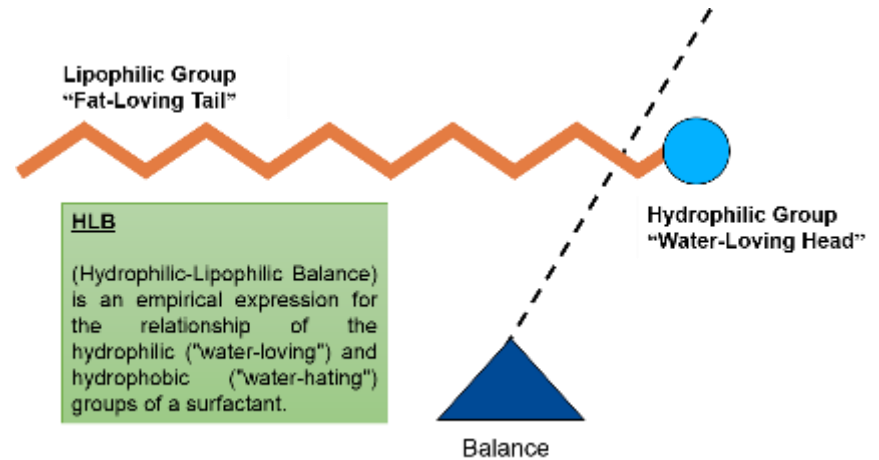 Lipophilic Group
“Fat-Loving Tail”
Hydrophilic Group
“Water-Loving Head”
HLB
(Hydrophilic-Lipophilic Balance)
is an empirical expression for
the relationship of the
hydrophilic ("water-loving") and
hydrophobic ("water-hating")
groups of a surfactant.
Balance